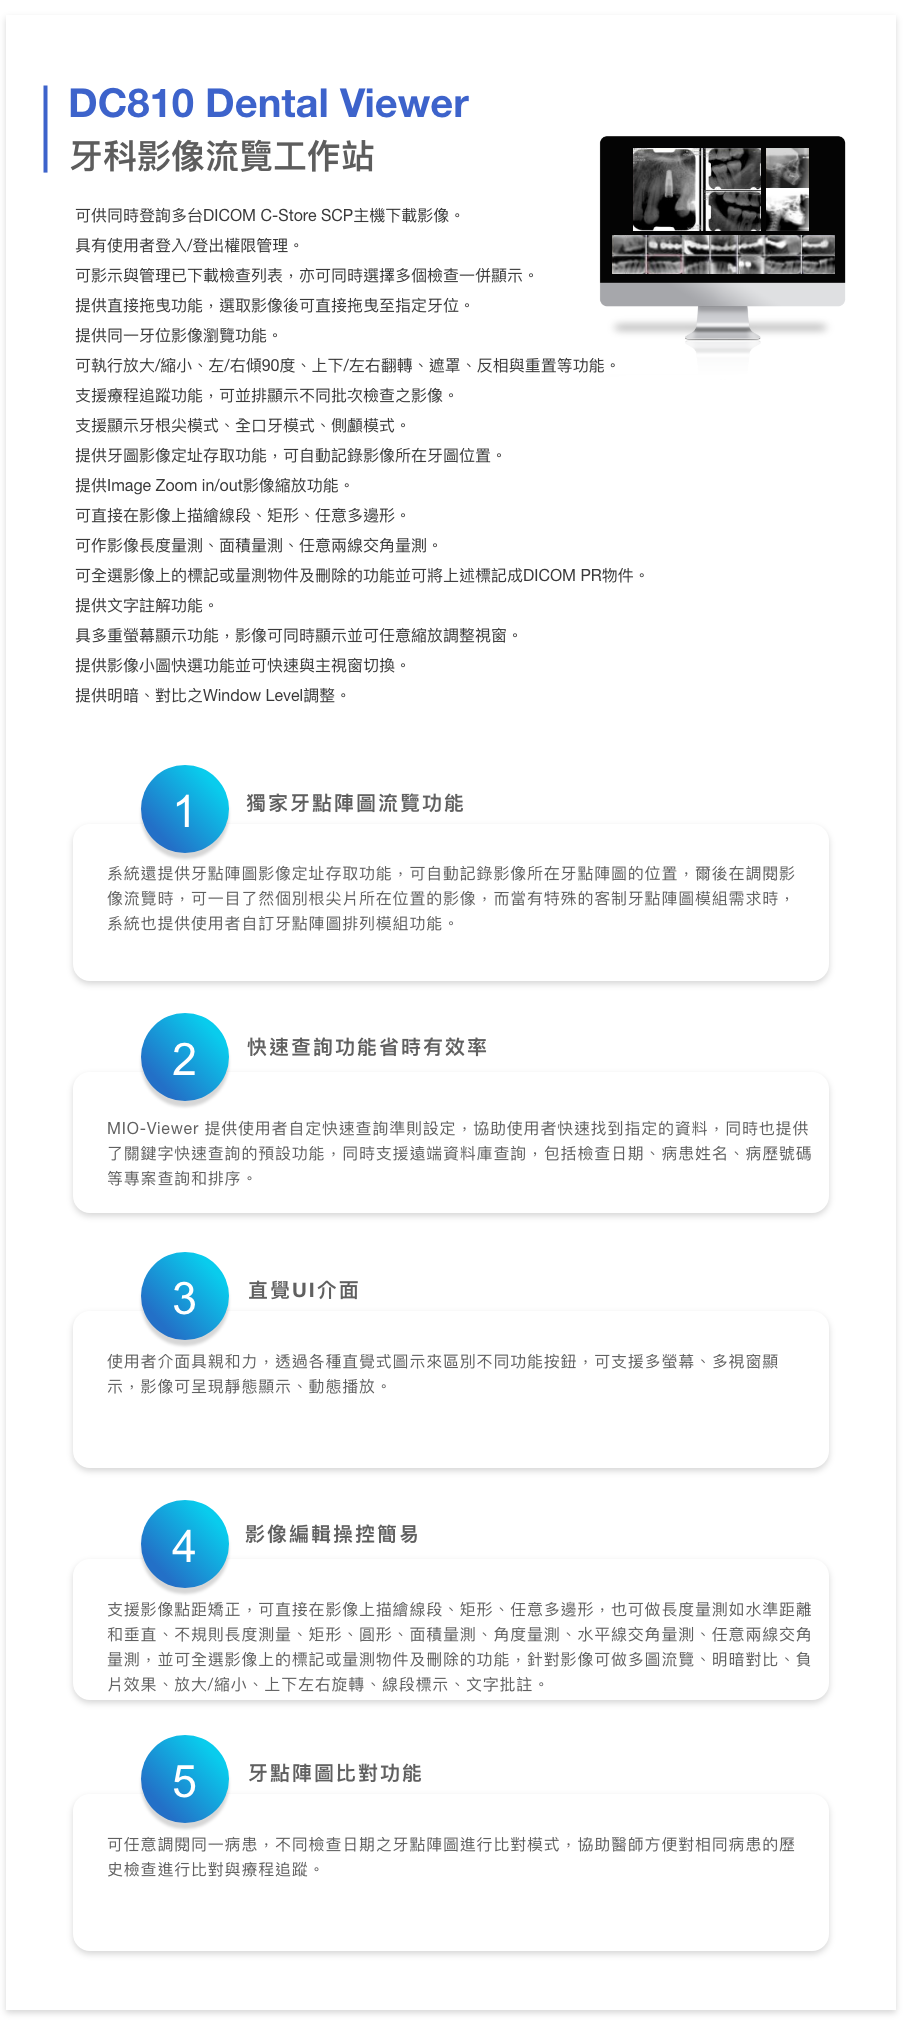 DC810 Dental Viewer
牙科影像流覽工作站
可供同時登詢多台DICOM C-Store SCP主機下載影像。
具有使用者登入/登出權限管理。
可影示與管理已下載檢查列表，亦可同時選擇多個檢查一併顯示。
提供直接拖曳功能，選取影像後可直接拖曳至指定牙位。
提供同一牙位影像瀏覽功能。
可執行放大/縮小、左/右傾90度、上下/左右翻轉、遮罩、反相與重置等功能。
支援療程追蹤功能，可並排顯示不同批次檢查之影像。
支援顯示牙根尖模式、全口牙模式、側顱模式。
提供牙圖影像定址存取功能，可自動記錄影像所在牙圖位置。
提供Image Zoom in/out影像縮放功能。
可直接在影像上描繪線段、矩形、任意多邊形。
可作影像長度量測、面積量測、任意兩線交角量測。
可全選影像上的標記或量測物件及刪除的功能並可將上述標記成DICOM PR物件。
提供文字註解功能。
具多重螢幕顯示功能，影像可同時顯示並可任意縮放調整視窗。
提供影像小圖快選功能並可快速與主視窗切換。
提供明暗、對比之Window Level調整。
1
獨家牙點陣圖流覽功能
系統還提供牙點陣圖影像定址存取功能，可自動記錄影像所在牙點陣圖的位置，爾後在調閱影
像流覽時，可一目了然個別根尖片所在位置的影像，而當有特殊的客制牙點陣圖模組需求時，
系統也提供使用者自訂牙點陣圖排列模組功能。
2
快速查詢功能省時有效率
MIO-Viewer 提供使用者自定快速查詢準則設定，協助使用者快速找到指定的資料，同時也提供
了關鍵字快速查詢的預設功能，同時支援遠端資料庫查詢，包括檢查日期、病患姓名、病歷號碼
等專案查詢和排序。
3
直覺UI介面
使用者介面具親和力，透過各種直覺式圖示來區別不同功能按鈕，可支援多螢幕、多視窗顯
示，影像可呈現靜態顯示、動態播放。
4
影像編輯操控簡易
支援影像點距矯正，可直接在影像上描繪線段、矩形、任意多邊形，也可做長度量測如水準距離
和垂直、不規則長度測量、矩形、圓形、面積量測、角度量測、水平線交角量測、任意兩線交角
量測，並可全選影像上的標記或量測物件及刪除的功能，針對影像可做多圖流覽、明暗對比、負
片效果、放大/縮小、上下左右旋轉、線段標示、文字批註。
5
牙點陣圖比對功能
可任意調閱同一病患，不同檢查日期之牙點陣圖進行比對模式，協助醫師方便對相同病患的歷
史檢查進行比對與療程追蹤。